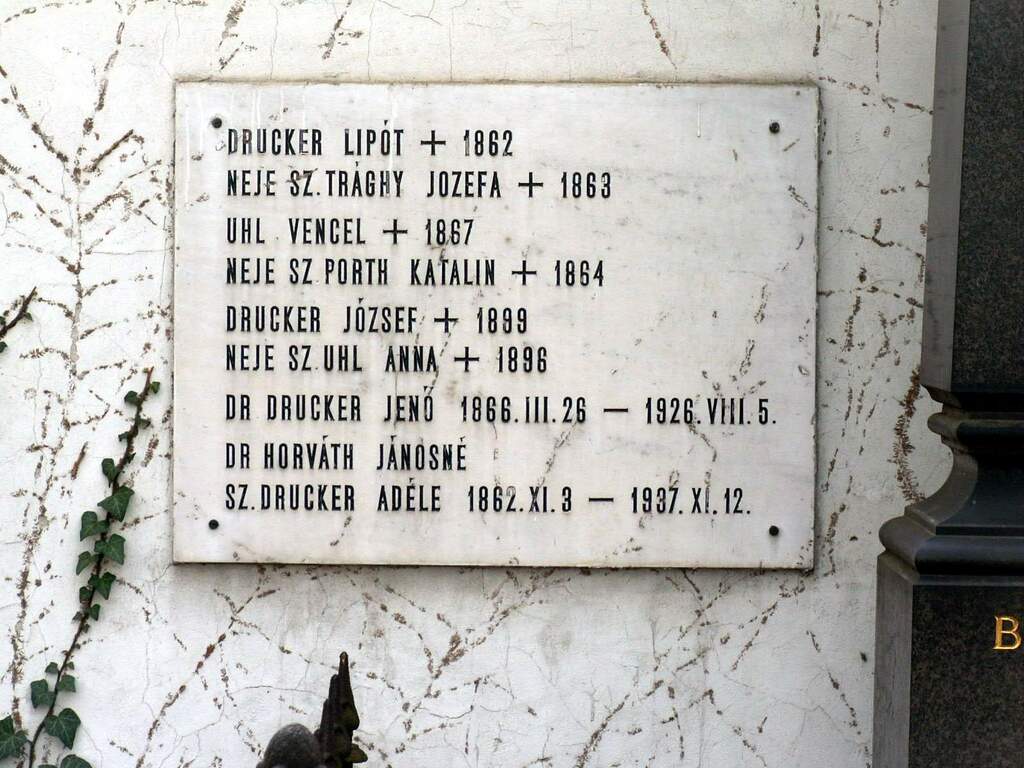 DRUCKER LIPÓT + 1862
NEJE SZ. TRÁGHY JOZEFA + 1863
UHL VENCEL + 1867
NEJE SZ. PORTH KATALIN + 1864
DRUCKER JÓZSEF + 1899
NEJE SZ. UHL ANNA + 1896
DR DRUCKER JENŐ 1866.III.26 — 1926.VIII.5.
DR HORVÁTH JÁNOSNÉ
SZ. DRUCKER ADÉLE 1862.XI.3 — 1937.XI.12.
B